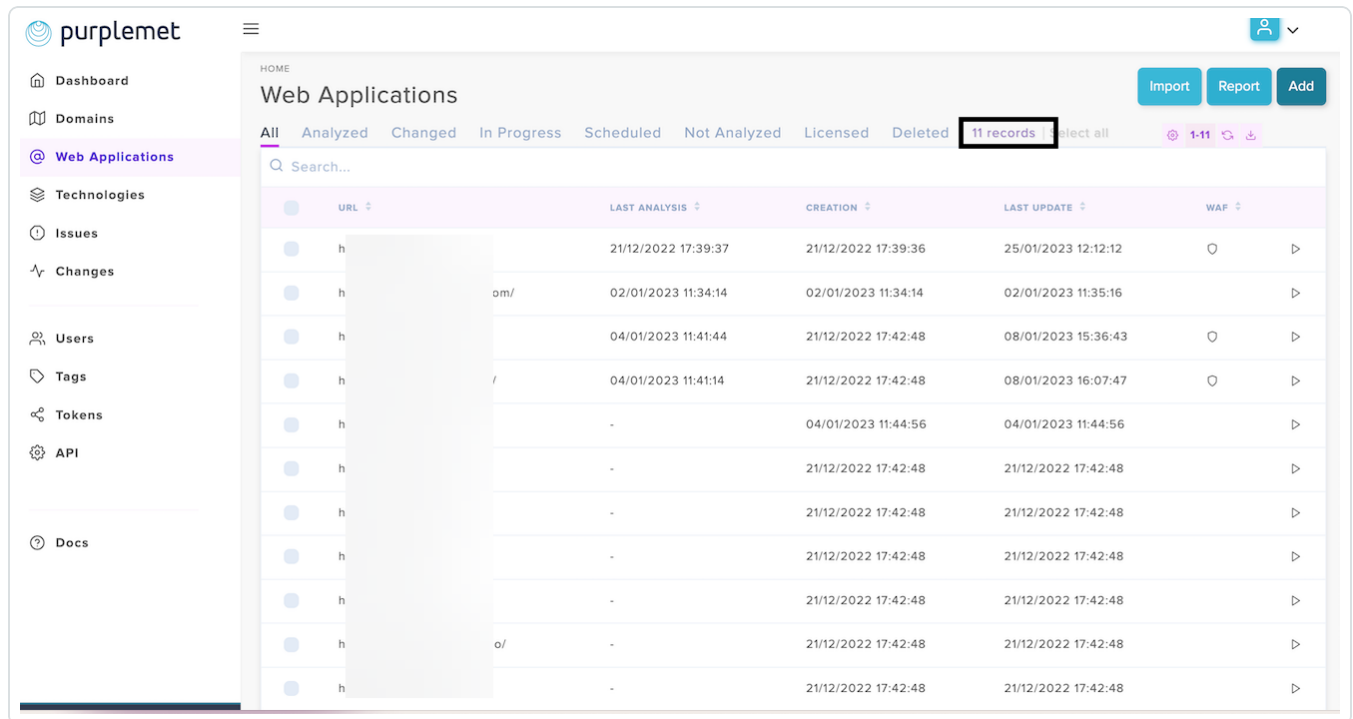 purplemet
Dashboard
Domains
Web Applications
Technologies
Issues
Changes
Users
Tags
Tokens
API
Docs
HOME
Web Applications
Import Report Add
All Analyzed Changed In Progress Scheduled Not Analyzed Licensed Deleted 11 records | Select all 1-11
Search...
URL LAST ANALYSIS CREATION LAST UPDATE WAF
h 21/12/2022 17:39:37 21/12/2022 17:39:36 25/01/2023 12:12:12
h om/ 02/01/2023 11:34:14 02/01/2023 11:34:14 02/01/2023 11:35:16
h 04/01/2023 11:41:44 21/12/2022 17:42:48 08/01/2023 15:36:43
h / 04/01/2023 11:41:14 21/12/2022 17:42:48 08/01/2023 16:07:47
h - 04/01/2023 11:44:56 04/01/2023 11:44:56
h - 21/12/2022 17:42:48 21/12/2022 17:42:48
h - 21/12/2022 17:42:48 21/12/2022 17:42:48
h - 21/12/2022 17:42:48 21/12/2022 17:42:48
h - 21/12/2022 17:42:48 21/12/2022 17:42:48
h o/ - 21/12/2022 17:42:48 21/12/2022 17:42:48
h - 21/12/2022 17:42:48 21/12/2022 17:42:48